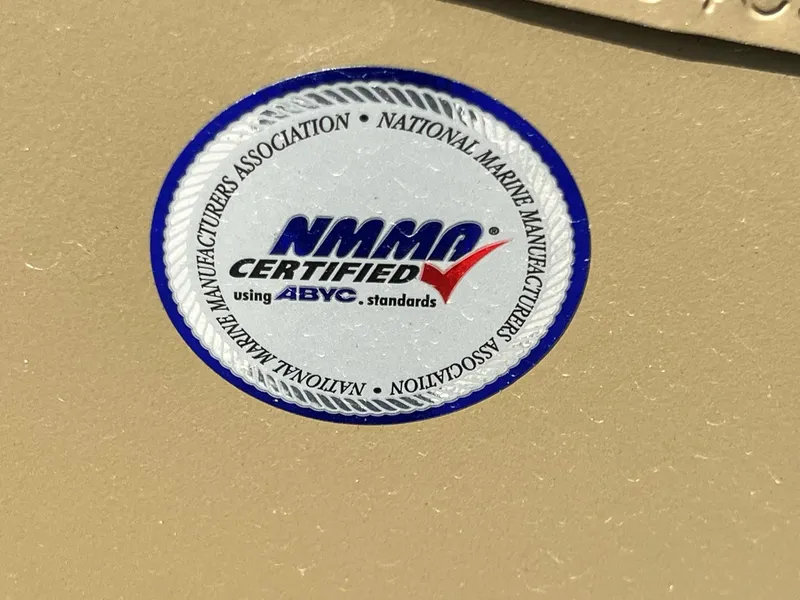 NATIONAL MARINE MANUFACTURERS ASSOCIATION • NATIONAL MARINE MANUFACTURERS ASSOCIATION •
NMMA®
CERTIFIED
using ABYC. standards